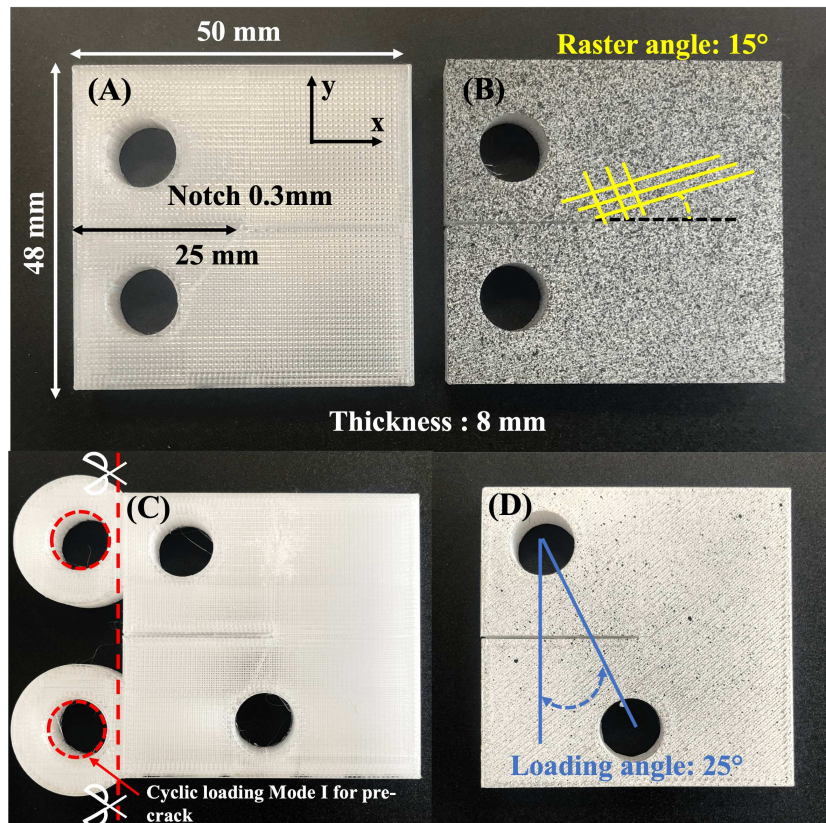 50 mm
Raster angle: 15°
(A)
(B)
y
x
48 mm
Notch 0.3mm
25 mm
Thickness : 8 mm
(C)
(D)
Loading angle: 25°
Cyclic loading Mode I for pre-
crack